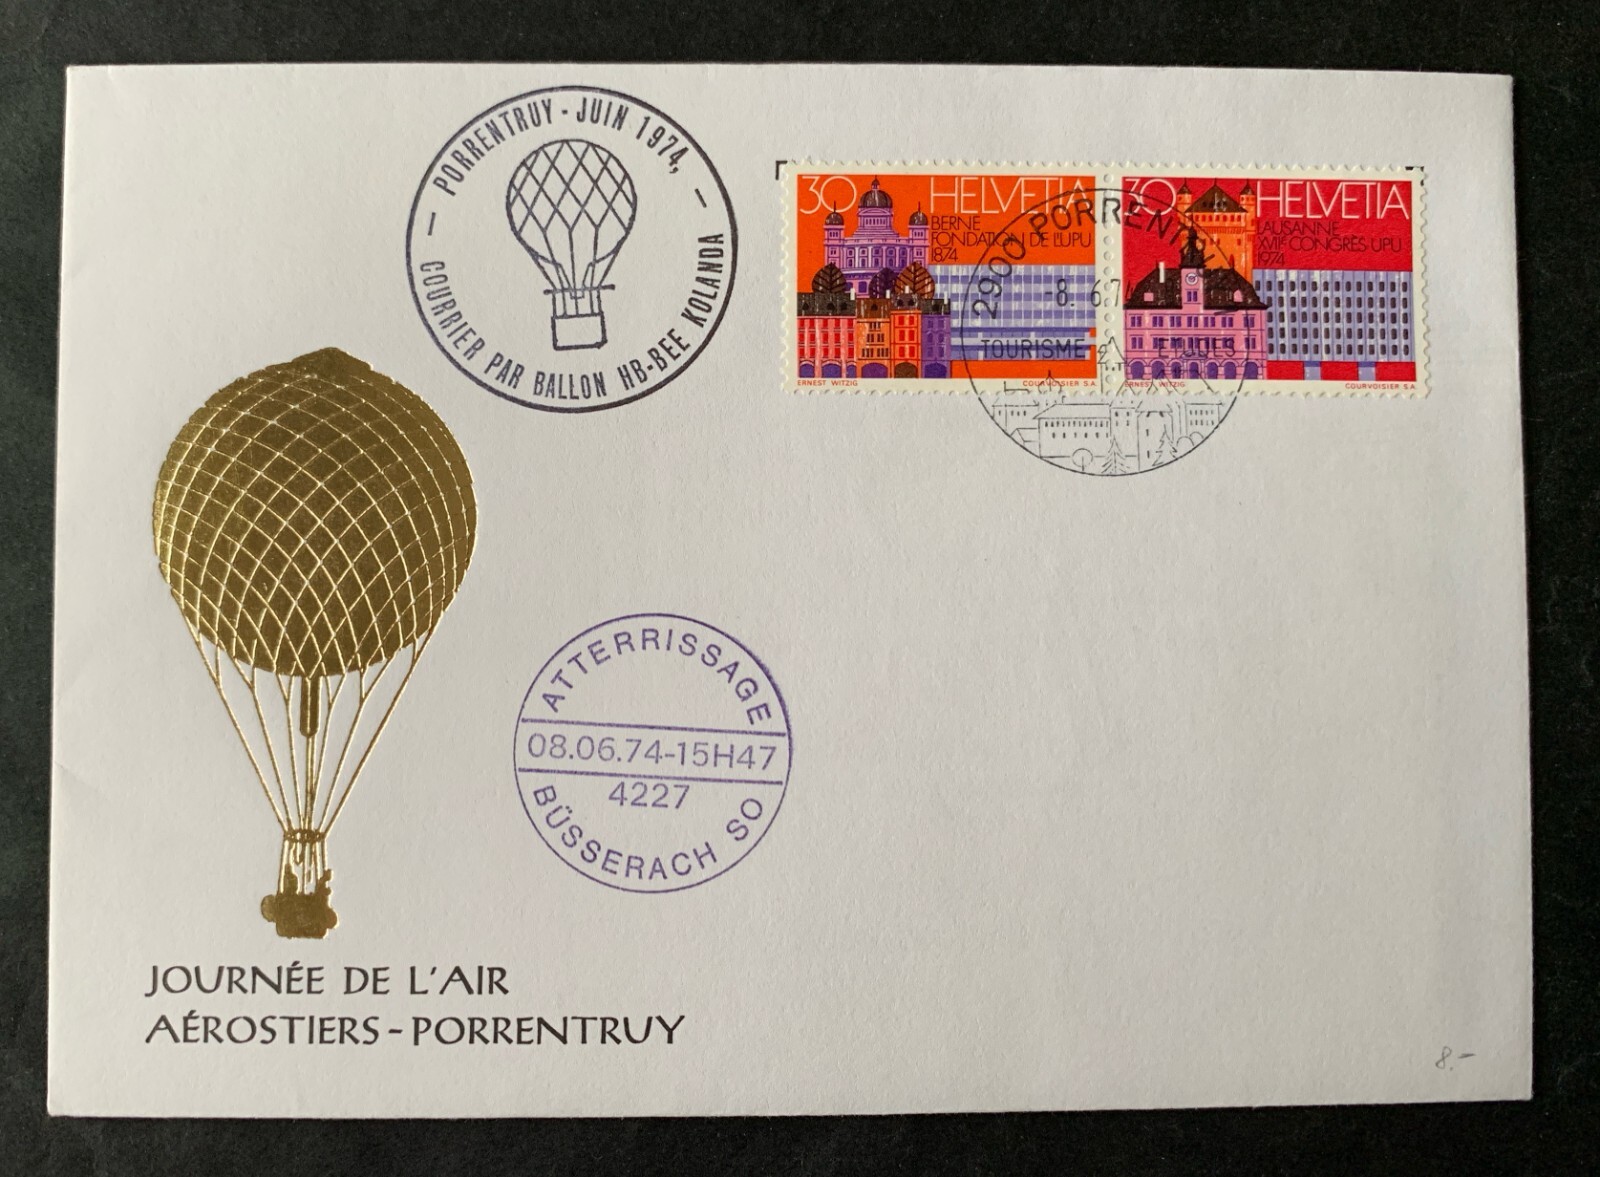 — PORRENTRUY - JUIN 1974, —
COURRIER PAR BALLON HB-BEE KOLANDA
30 HELVETIA
BERNE
FONDATION DE L'UPU
1874
ERNEST WITZIG
COURVOISIER S.A.
30 HELVETIA
LAUSANNE
XVIIE CONGRÈS UPU
1974
ERNEST WITZIG
COURVOISIER S.A.
2900 PORRENTRUY
-8. 6.74
TOURISME
ETUDES
ATTERRISSAGE
08.06.74-15H47
4227
BÜSSERACH SO
JOURNÉE DE L'AIR
AÉROSTIERS-PORRENTRUY
8.-